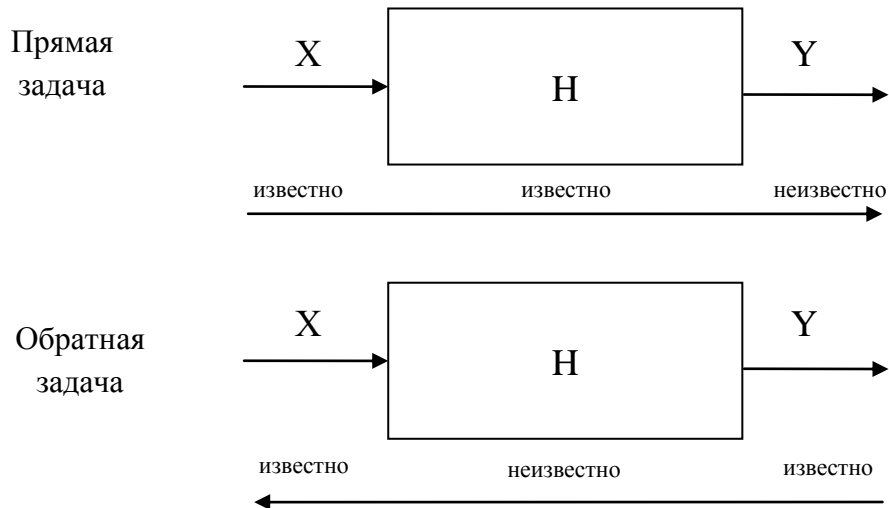 Прямая
задача
X
H
Y
известно
известно
неизвестно
Обратная
задача
X
H
Y
известно
неизвестно
известно